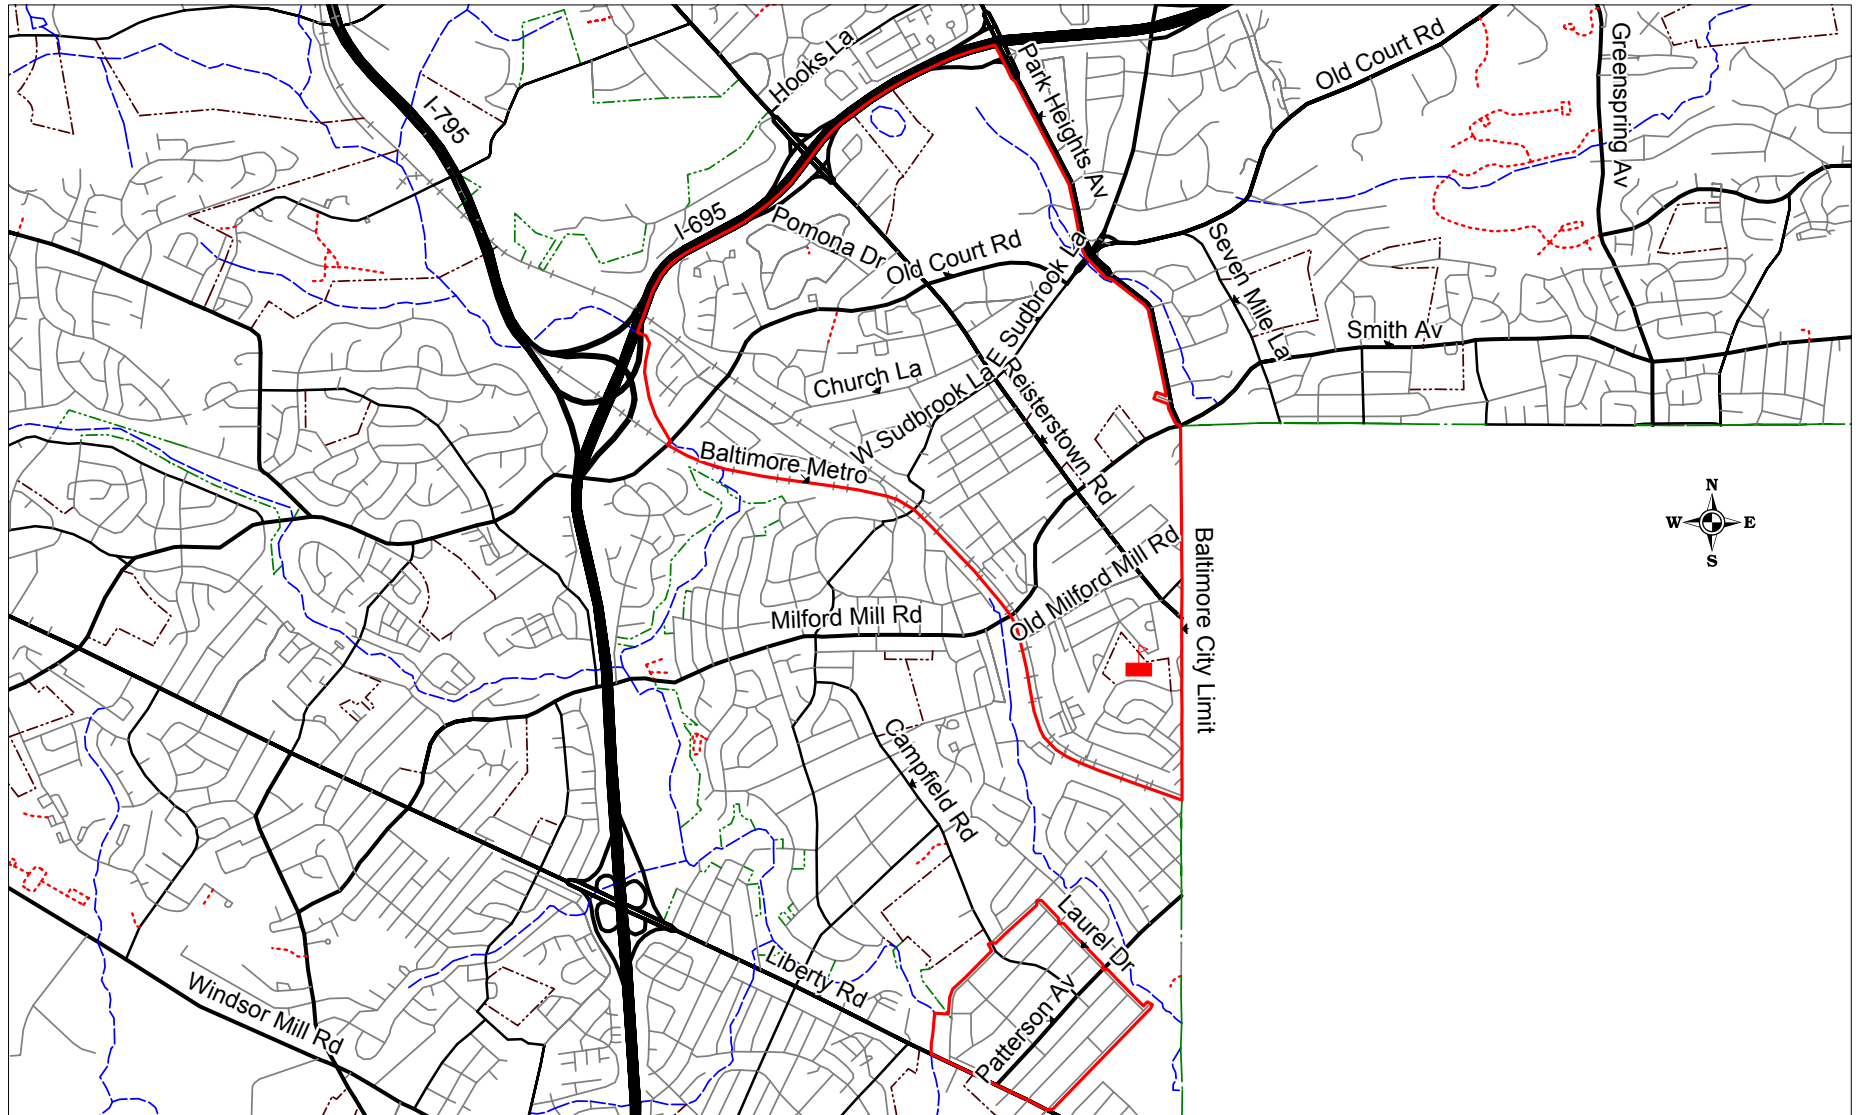 Hooks La
Park Heights Av
Old Court Rd
Greenspring Av
I-795
I-695
Pomona Dr
Old Court Rd
E Sudbrook La
Seven Mile La
Smith Av
Church La
W Sudbrook La
Reisterstown Rd
Baltimore Metro
N
W E
S
Old Milford Mill Rd
Baltimore City Limit
Milford Mill Rd
Campfield Rd
Laurel Dr
Liberty Rd
Patterson Av
Windsor Mill Rd